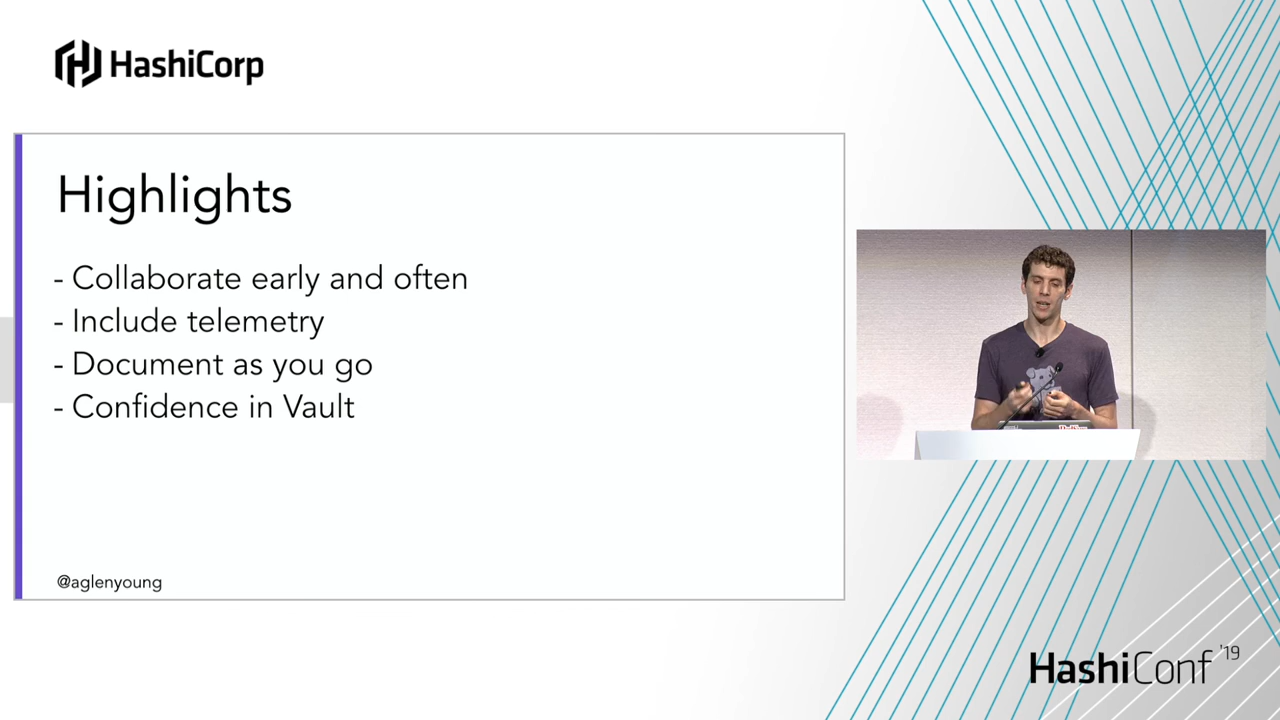 HashiCorp
Highlights
- Collaborate early and often
- Include telemetry
- Document as you go
- Confidence in Vault
@aglenyoung
HashiConf '19